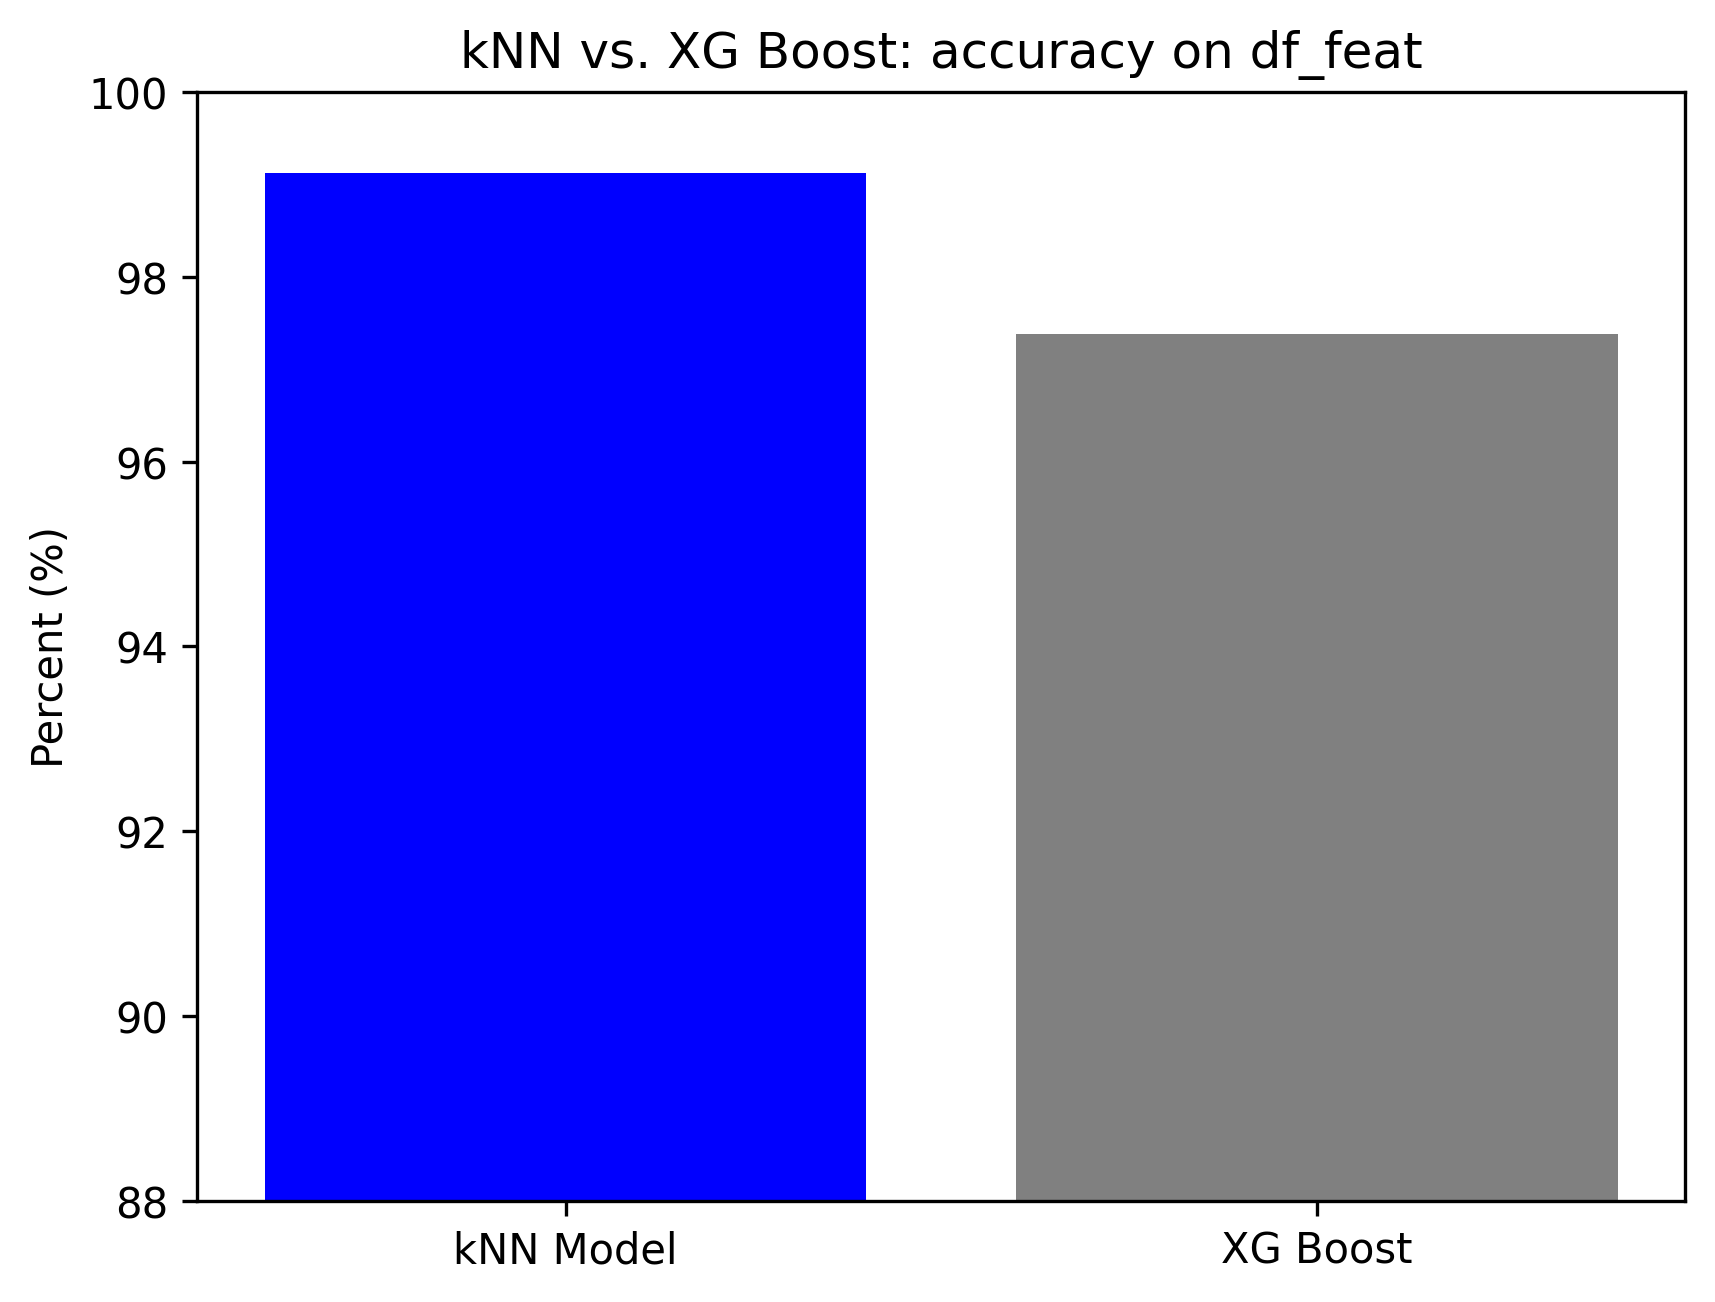 kNN vs. XG Boost: accuracy on df_feat
100
98
96
94
92
90
88
Percent (%)
kNN Model
XG Boost